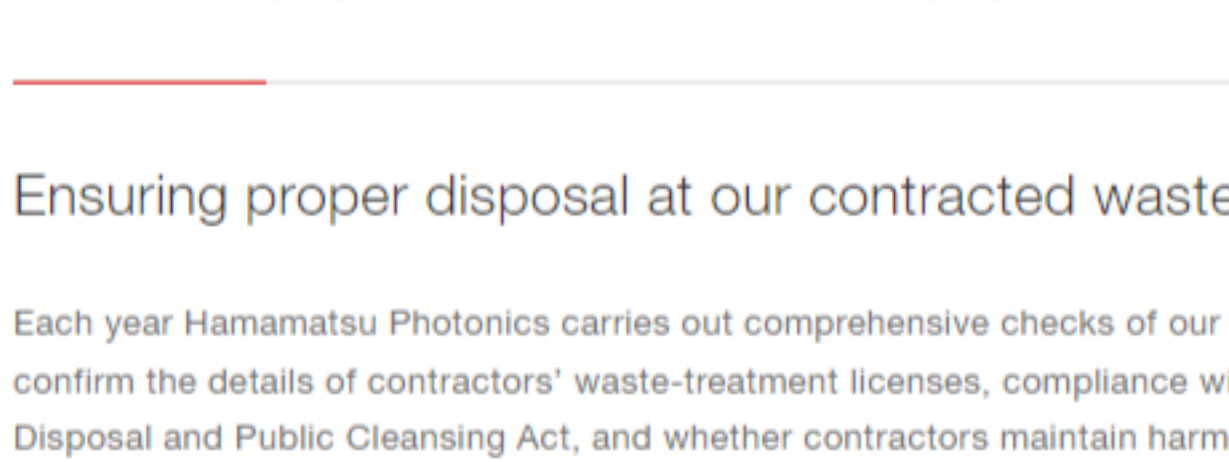 Ensuring proper disposal at our contracted waste
Each year Hamamatsu Photonics carries out comprehensive checks of our
confirm the details of contractors' waste-treatment licenses, compliance wi
Disposal and Public Cleansing Act, and whether contractors maintain harm